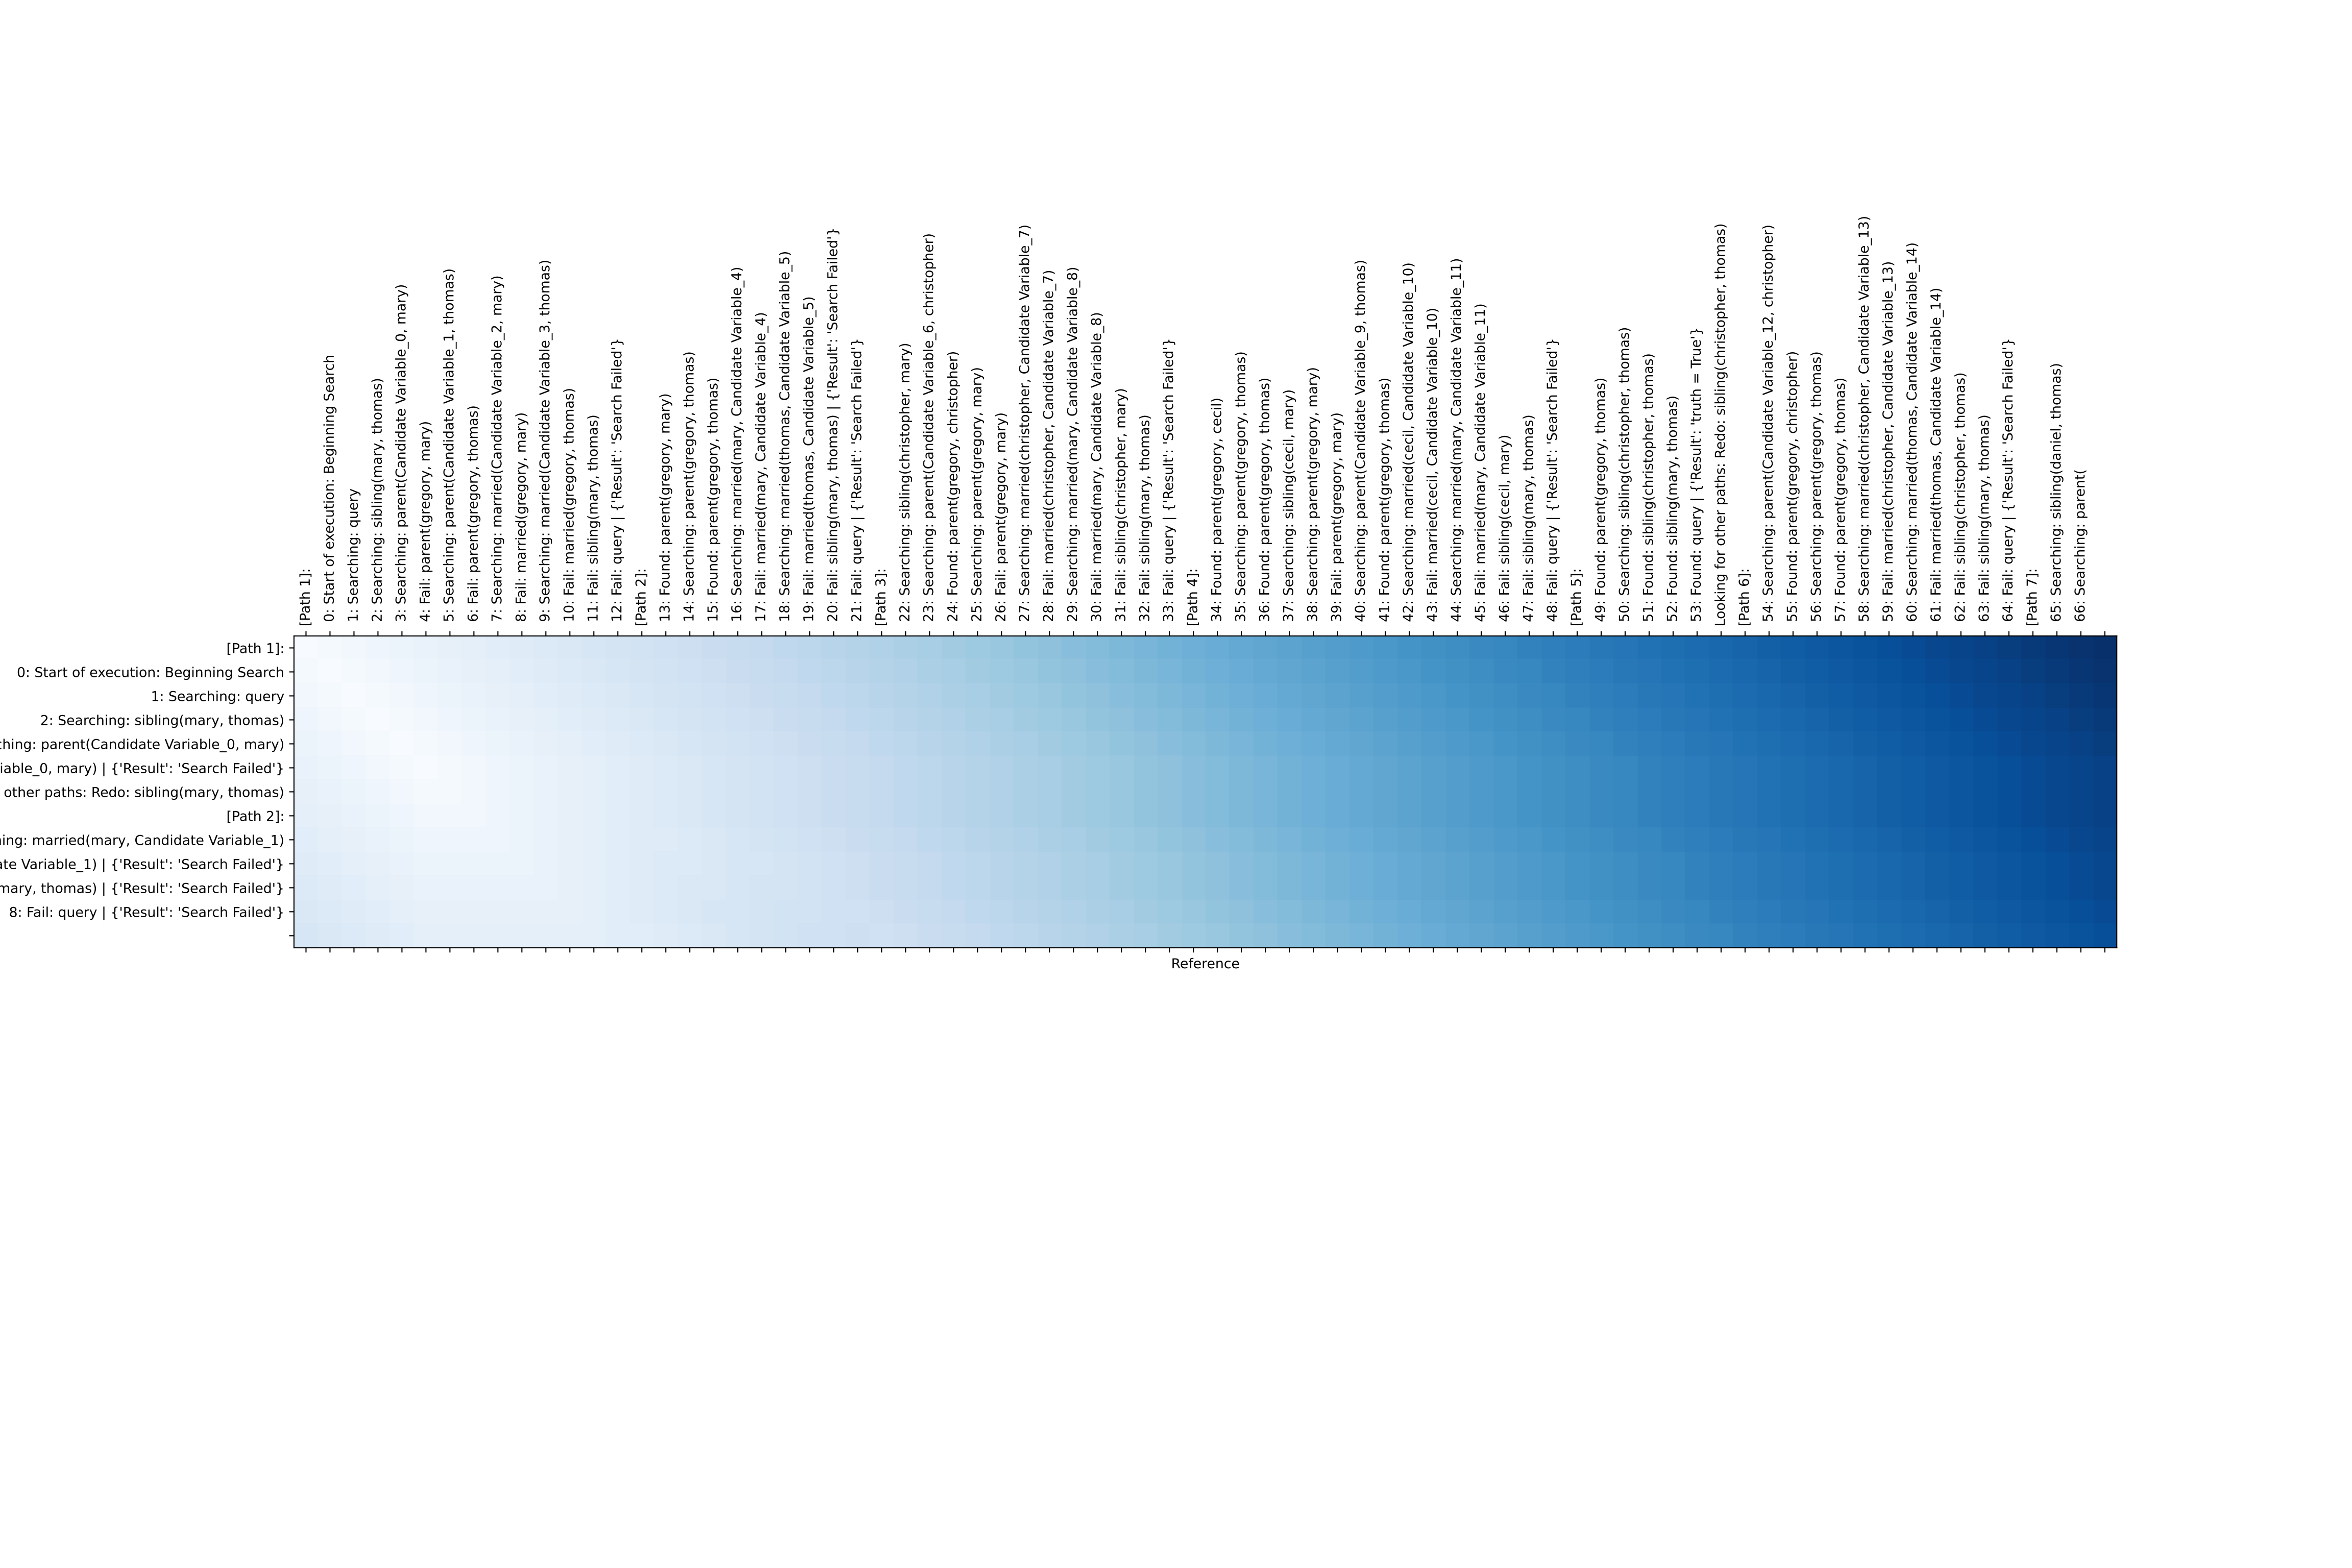 [Path 1]:
0: Start of execution: Beginning Search
1: Searching: query
2: Searching: sibling(mary, thomas)
3: Searching: parent(Candidate Variable_0, mary)
4: Fail: parent(gregory, mary)
5: Searching: parent(Candidate Variable_1, thomas)
6: Fail: parent(gregory, thomas)
7: Searching: married(Candidate Variable_2, mary)
8: Fail: married(gregory, mary)
9: Searching: married(Candidate Variable_3, thomas)
10: Fail: married(gregory, thomas)
11: Fail: sibling(mary, thomas)
12: Fail: query | {'Result': 'Search Failed'}
[Path 2]:
13: Found: parent(gregory, mary)
14: Searching: parent(gregory, thomas)
15: Found: parent(gregory, thomas)
16: Searching: married(mary, Candidate Variable_4)
17: Fail: married(mary, Candidate Variable_4)
18: Searching: married(thomas, Candidate Variable_5)
19: Fail: married(thomas, Candidate Variable_5)
20: Fail: sibling(mary, thomas) | {'Result': 'Search Failed'}
21: Fail: query | {'Result': 'Search Failed'}
[Path 3]:
22: Searching: sibling(christopher, mary)
23: Searching: parent(Candidate Variable_6, christopher)
24: Found: parent(gregory, christopher)
25: Searching: parent(gregory, mary)
26: Fail: parent(gregory, mary)
27: Searching: married(christopher, Candidate Variable_7)
28: Fail: married(christopher, Candidate Variable_7)
29: Searching: married(mary, Candidate Variable_8)
30: Fail: married(mary, Candidate Variable_8)
31: Fail: sibling(christopher, mary)
32: Fail: sibling(mary, thomas)
33: Fail: query | {'Result': 'Search Failed'}
[Path 4]:
34: Found: parent(gregory, cecil)
35: Searching: parent(gregory, thomas)
36: Found: parent(gregory, thomas)
37: Searching: sibling(cecil, mary)
38: Searching: parent(gregory, mary)
39: Fail: parent(gregory, mary)
40: Searching: parent(Candidate Variable_9, thomas)
41: Found: parent(gregory, thomas)
42: Searching: married(cecil, Candidate Variable_10)
43: Fail: married(cecil, Candidate Variable_10)
44: Searching: married(mary, Candidate Variable_11)
45: Fail: married(mary, Candidate Variable_11)
46: Fail: sibling(cecil, mary)
47: Fail: sibling(mary, thomas)
48: Fail: query | {'Result': 'Search Failed'}
[Path 5]:
49: Found: parent(gregory, thomas)
50: Searching: sibling(christopher, thomas)
51: Found: sibling(christopher, thomas)
52: Found: sibling(mary, thomas)
53: Found: query | {'Result': 'truth = True'}
Looking for other paths: Redo: sibling(christopher, thomas)
[Path 6]:
54: Searching: parent(Candidate Variable_12, christopher)
55: Found: parent(gregory, christopher)
56: Searching: parent(gregory, thomas)
57: Found: parent(gregory, thomas)
58: Searching: married(christopher, Candidate Variable_13)
59: Fail: married(christopher, Candidate Variable_13)
60: Searching: married(thomas, Candidate Variable_14)
61: Fail: married(thomas, Candidate Variable_14)
62: Fail: sibling(christopher, thomas)
63: Fail: sibling(mary, thomas)
64: Fail: query | {'Result': 'Search Failed'}
[Path 7]:
65: Searching: sibling(daniel, thomas)
66: Searching: parent(
[Path 1]:
0: Start of execution: Beginning Search
1: Searching: query
2: Searching: sibling(mary, thomas)
ching: parent(Candidate Variable_0, mary)
iable_0, mary) | {'Result': 'Search Failed'}
other paths: Redo: sibling(mary, thomas)
[Path 2]:
ning: married(mary, Candidate Variable_1)
ate Variable_1) | {'Result': 'Search Failed'}
mary, thomas) | {'Result': 'Search Failed'}
8: Fail: query | {'Result': 'Search Failed'}
Reference